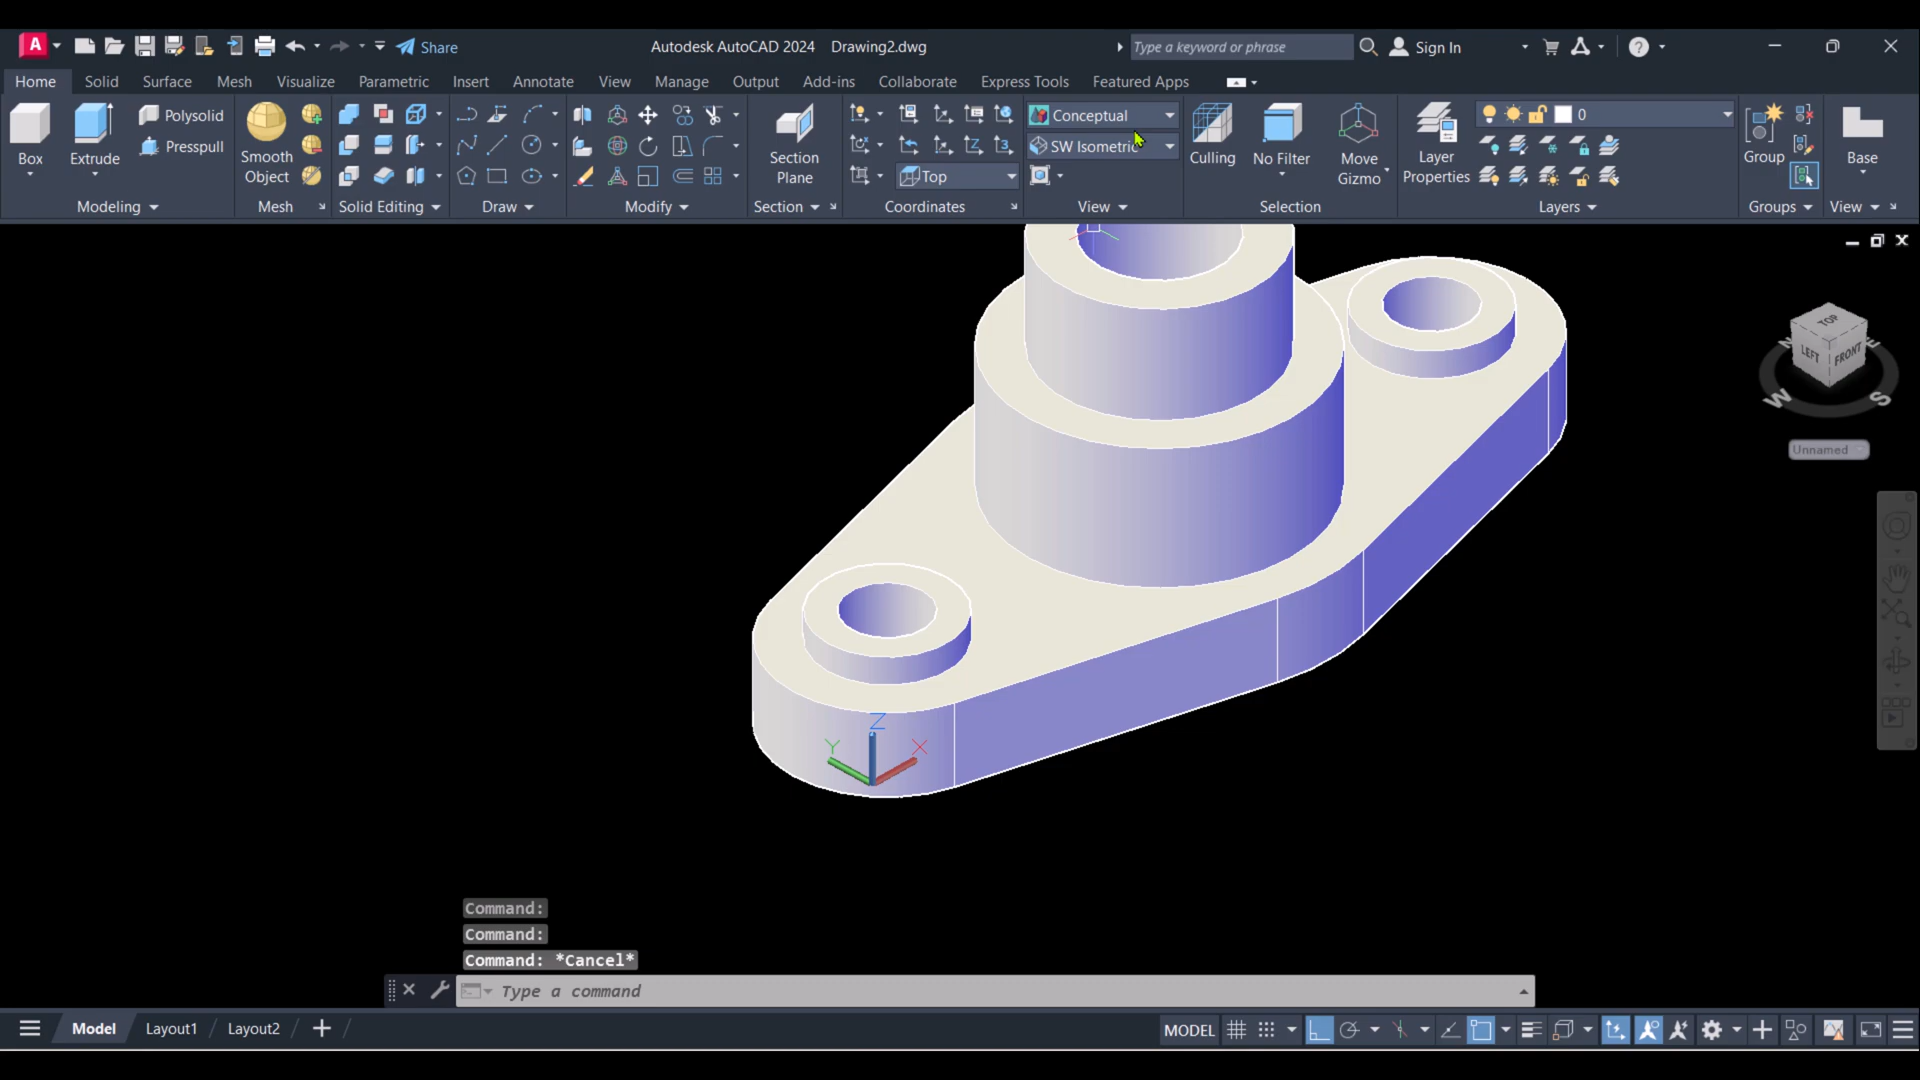 A Share Autodesk AutoCAD 2024 Drawing2.dwg Type a keyword or phrase Sign In ?
Home Solid Surface Mesh Visualize Parametric Insert Annotate View Manage Output Add-ins Collaborate Express Tools Featured Apps
Box
Extrude
Polysolid
Presspull
Smooth
Object
Section
Plane
Top
Conceptual
SW Isometric
Culling
No Filter
Move
Gizmo
Layer
Properties
0
Group
Base
Modeling Mesh Solid Editing Draw Modify Section Coordinates View Selection Layers Groups View
TOP
LEFT FRONT
N E
W S
Unnamed
Z
Y X
Command:
Command:
Command: *Cancel*
Type a command
Model Layout1 Layout2 MODEL